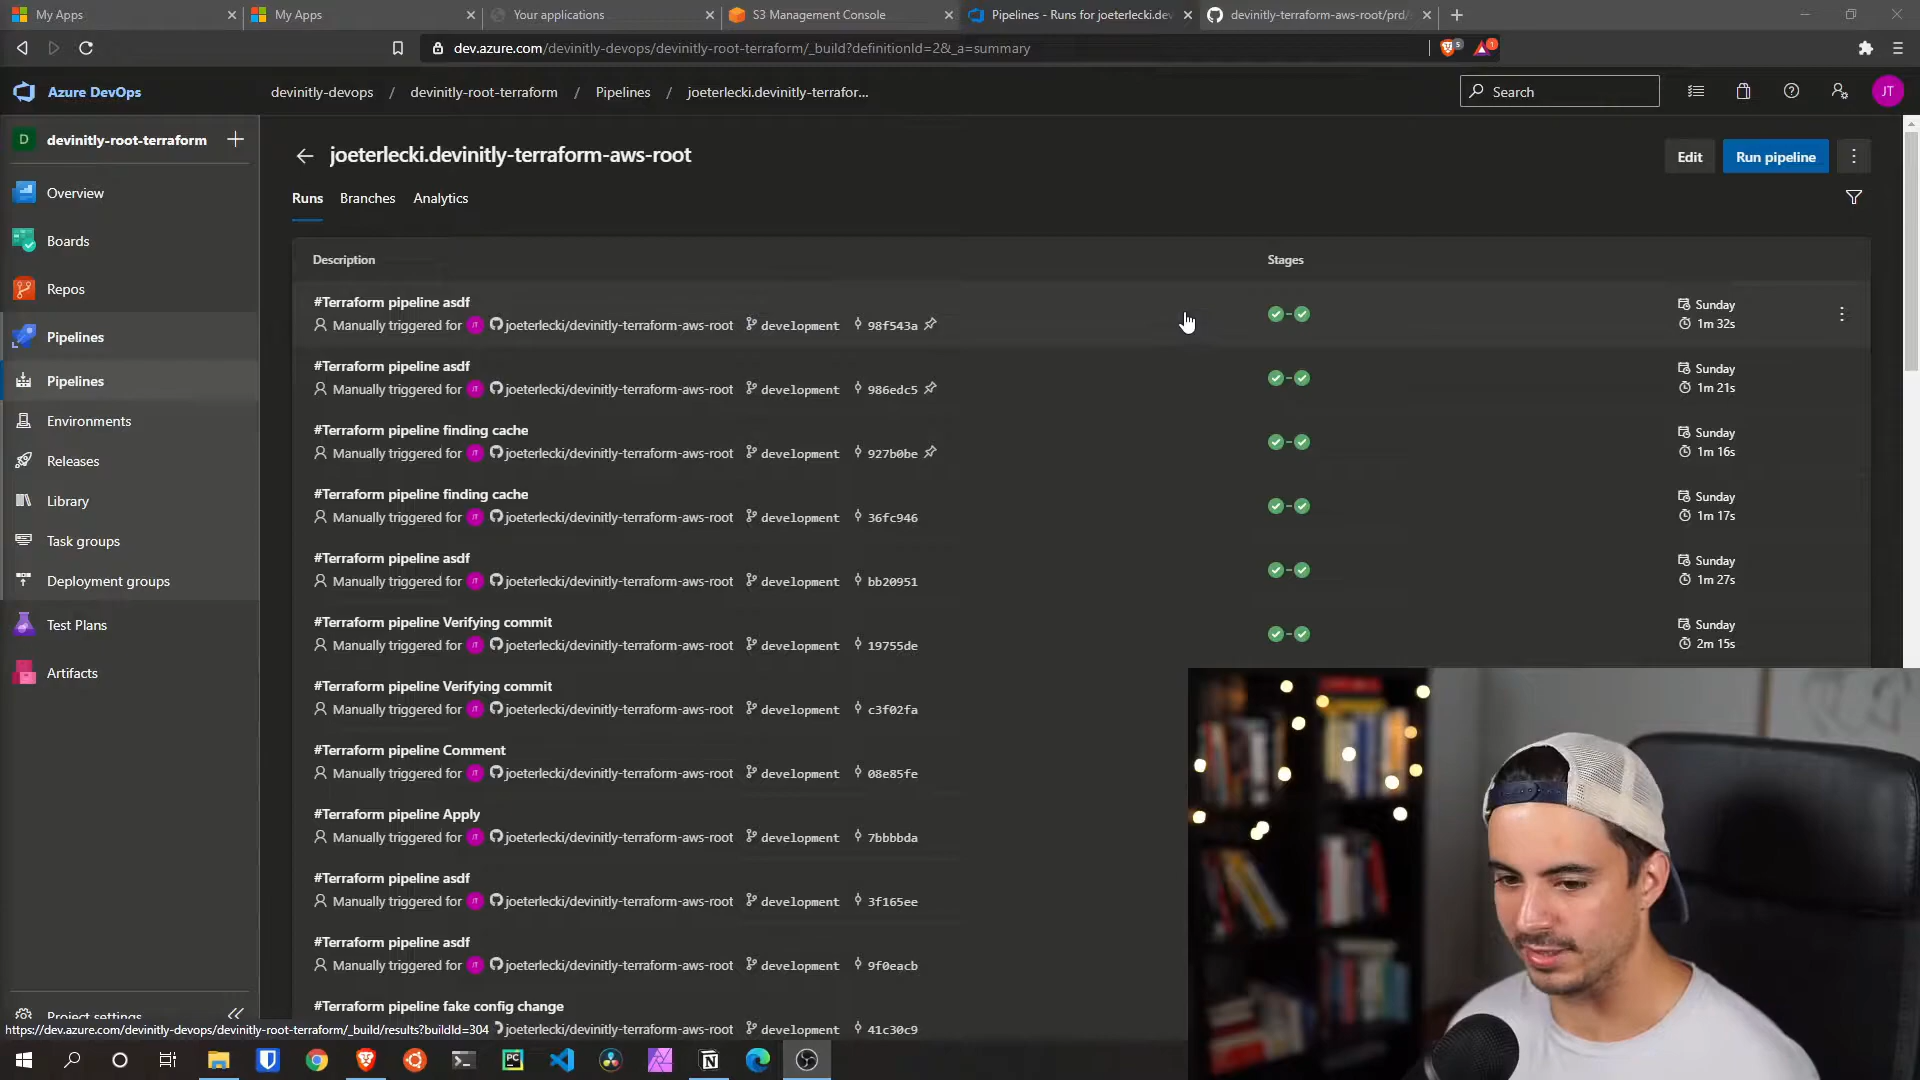 My Apps
My Apps
Your applications
S3 Management Console
Pipelines - Runs for joeterlecki.dev
devinitly-terraform-aws-root/prd/
dev.azure.com/devinitly-devops/devinitly-root-terraform/_build?definitionId=2&_a=summary
5
1
Azure DevOps
devinitly-devops / devinitly-root-terraform / Pipelines / joeterlecki.devinitly-terrafor...
Search
JT
D
devinitly-root-terraform
Overview
Boards
Repos
Pipelines
Pipelines
Environments
Releases
Library
Task groups
Deployment groups
Test Plans
Artifacts
Project settings
joeterlecki.devinitly-terraform-aws-root
Edit
Run pipeline
Runs
Branches
Analytics
Description
Stages
#Terraform pipeline asdf
Manually triggered for JT joeterlecki/devinitly-terraform-aws-root development 98f543a
Sunday
1m 32s
#Terraform pipeline asdf
Manually triggered for JT joeterlecki/devinitly-terraform-aws-root development 986edc5
Sunday
1m 21s
#Terraform pipeline finding cache
Manually triggered for JT joeterlecki/devinitly-terraform-aws-root development 927b0be
Sunday
1m 16s
#Terraform pipeline finding cache
Manually triggered for JT joeterlecki/devinitly-terraform-aws-root development 36fc946
Sunday
1m 17s
#Terraform pipeline asdf
Manually triggered for JT joeterlecki/devinitly-terraform-aws-root development bb20951
Sunday
1m 27s
#Terraform pipeline Verifying commit
Manually triggered for JT joeterlecki/devinitly-terraform-aws-root development 19755de
Sunday
2m 15s
#Terraform pipeline Verifying commit
Manually triggered for JT joeterlecki/devinitly-terraform-aws-root development c3f02fa
#Terraform pipeline Comment
Manually triggered for JT joeterlecki/devinitly-terraform-aws-root development 08e85fe
#Terraform pipeline Apply
Manually triggered for JT joeterlecki/devinitly-terraform-aws-root development 7bbbbda
#Terraform pipeline asdf
Manually triggered for JT joeterlecki/devinitly-terraform-aws-root development 3f165ee
#Terraform pipeline asdf
Manually triggered for JT joeterlecki/devinitly-terraform-aws-root development 9f0eacb
#Terraform pipeline fake config change
https://dev.azure.com/devinitly-devops/devinitly-root-terraform/_build/results?buildId=304
joeterlecki/devinitly-terraform-aws-root development 41c30c9